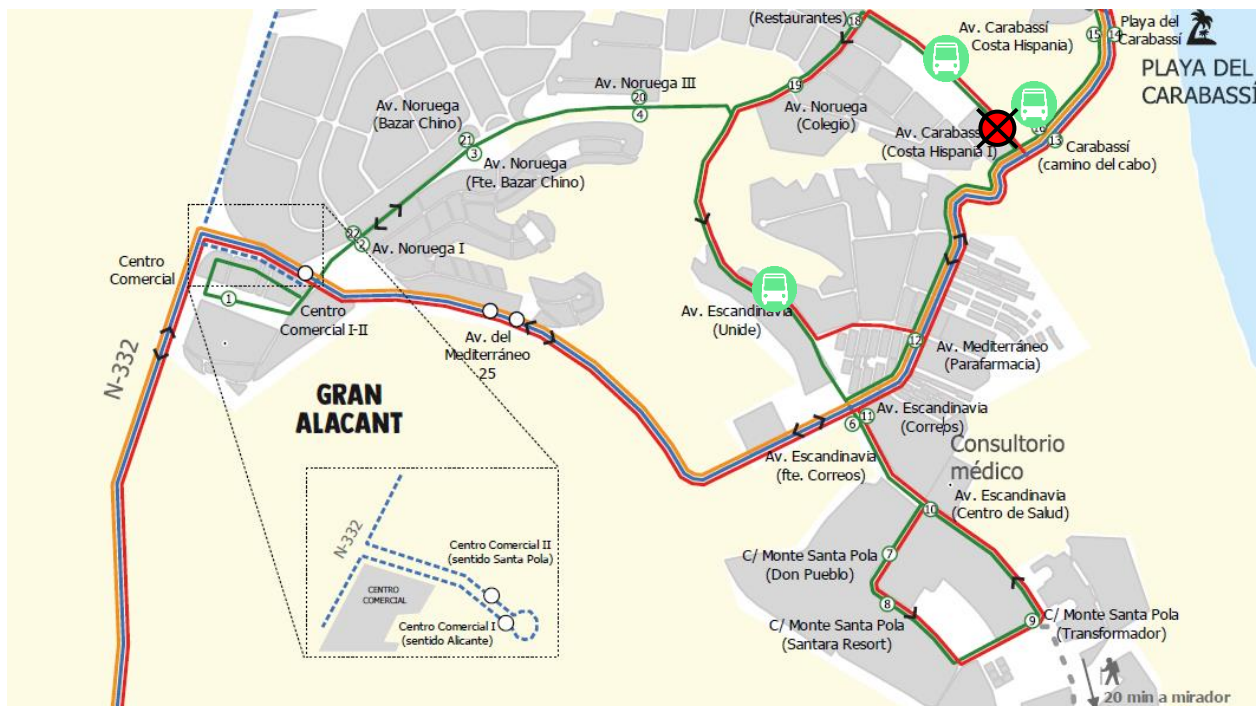 (Restaurantes)
18
Av. Carabassí
Costa Hispania)
15
14
Playa del
Carabassí
PLAYA DEL
CARABASSÍ
Av. Noruega III
20
4
19
Av. Noruega
(Colegio)
Av. Noruega
(Bazar Chino)
21
3
Av. Noruega
(Fte. Bazar Chino)
Av. Carabass
(Costa Hispania I)
16
13
Carabassí
(camino del cabo)
22
2
Av. Noruega I
Centro
Comercial
1
Centro
Comercial I-II
Av. del
Mediterráneo
25
Av. Escandinavia
(Unide)
12
Av. Mediterráneo
(Parafarmacia)
N-332
GRAN
ALACANT
6
11
Av. Escandinavia
(Correos)
Av. Escandinavia
(fte. Correos)
Consultorio
médico
10
Av. Escandinavia
(Centro de Salud)
N-332
Centro Comercial II
(sentido Santa Pola)
CENTRO
COMERCIAL
Centro Comercial I
(sentido Alicante)
7
C/ Monte Santa Pola
(Don Pueblo)
8
C/ Monte Santa Pola
(Santara Resort)
9
C/ Monte Santa Pola
(Transformador)
20 min a mirador